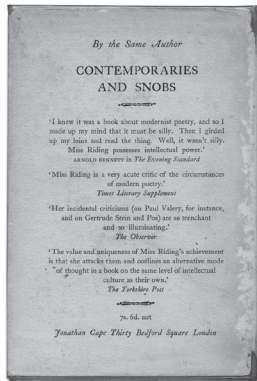 By the Same Author
CONTEMPORARIES
AND SNOBS
'I knew it was a book about modernist poetry, and so I
made up my mind that it must be silly. Then I girded
up my loins and read the thing. Well, it wasn't silly.
Miss Riding possesses intellectual power.'
ARNOLD BENNETT in The Evening Standard
'Miss Riding is a very acute critic of the circumstances
of modern poetry.'
Times Literary Supplement
'Her incidental criticisms (on Paul Valery, for instance,
and on Gertrude Stein and Poe) are so trenchant
and so illuminating.'
The Observer
'The value and uniqueness of Miss Riding's achievement
is that she attacks them and outlines an alternative mode
of thought in a book on the same level of intellectual
culture as their own.'
The Yorkshire Post
7s. 6d. net
Jonathan Cape Thirty Bedford Square London